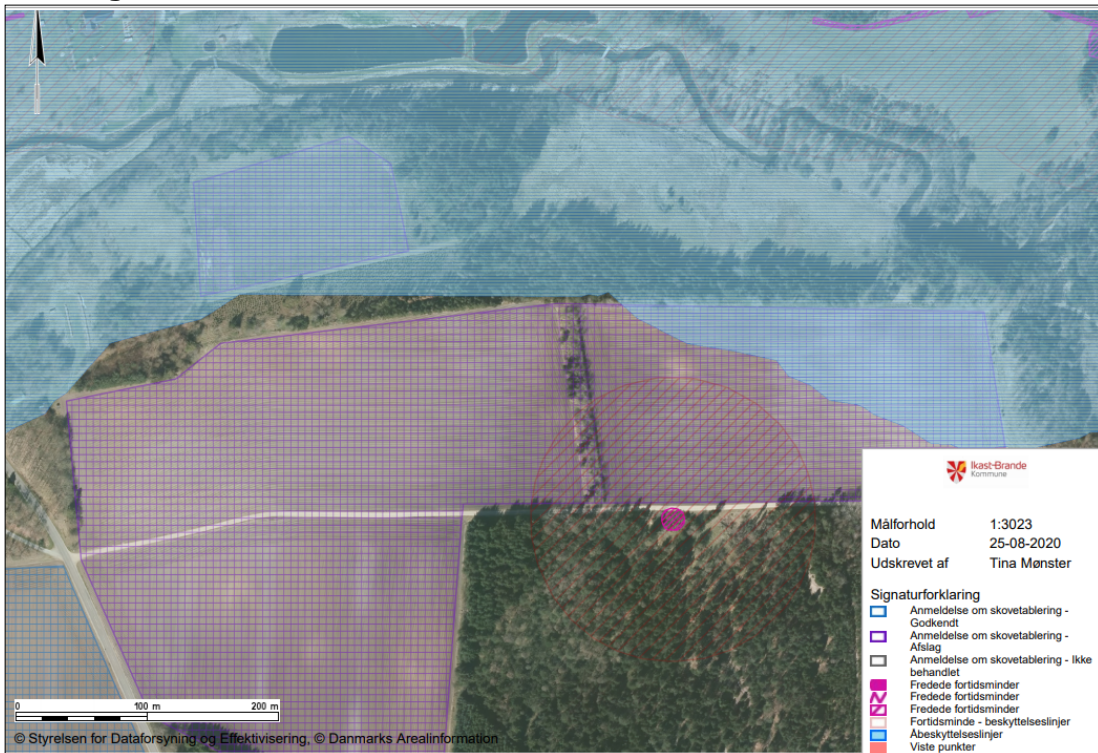 Ikast-Brande
Kommune
Målforhold 1:3023
Dato 25-08-2020
Udskrevet af Tina Mønster
Signaturforklaring
Anmeldelse om skovetablering -
Godkendt
Anmeldelse om skovetablering -
Afslag
Anmeldelse om skovetablering - Ikke
behandlet
Fredede fortidsminder
Fredede fortidsminder
Fredede fortidsminder
Fortidsminde - beskyttelseslinjer
Åbeskyttelseslinjer
Viste punkter
0 100 m 200 m
© Styrelsen for Dataforsyning og Effektivisering, © Danmarks Arealinformation